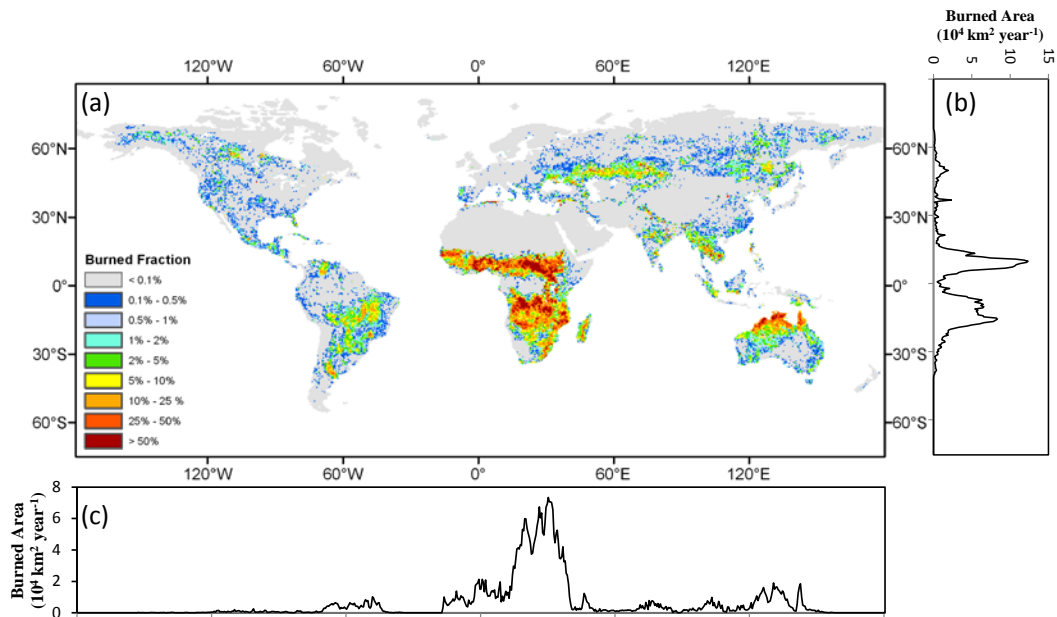 Burned Area
(10⁴ km² year⁻¹)
0 5 10 15
(b)
120°W 60°W 0° 60°E 120°E
(a)
60°N 60°N
30°N 30°N
0° 0°
30°S 30°S
60°S 60°S
Burned Fraction
< 0.1%
0.1% - 0.5%
0.5% - 1%
1% - 2%
2% - 5%
5% - 10%
10% - 25 %
25% - 50%
> 50%
120°W 60°W 0° 60°E 120°E
(c)
Burned Area
(10⁴ km² year⁻¹)
8
6
4
2
0